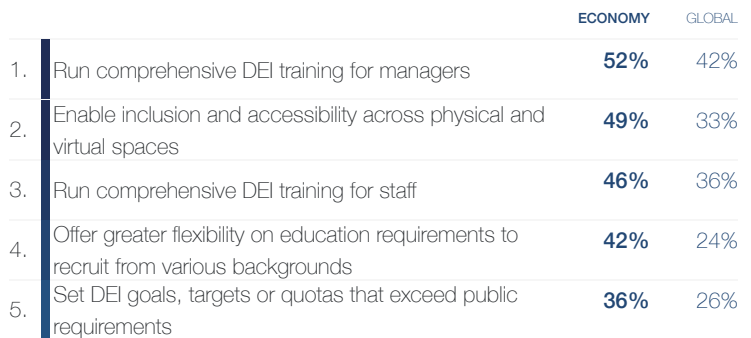 ECONOMY GLOBAL
1. Run comprehensive DEI training for managers 52% 42%
2. Enable inclusion and accessibility across physical and
virtual spaces 49% 33%
3. Run comprehensive DEI training for staff 46% 36%
4. Offer greater flexibility on education requirements to
recruit from various backgrounds 42% 24%
5. Set DEI goals, targets or quotas that exceed public
requirements 36% 26%